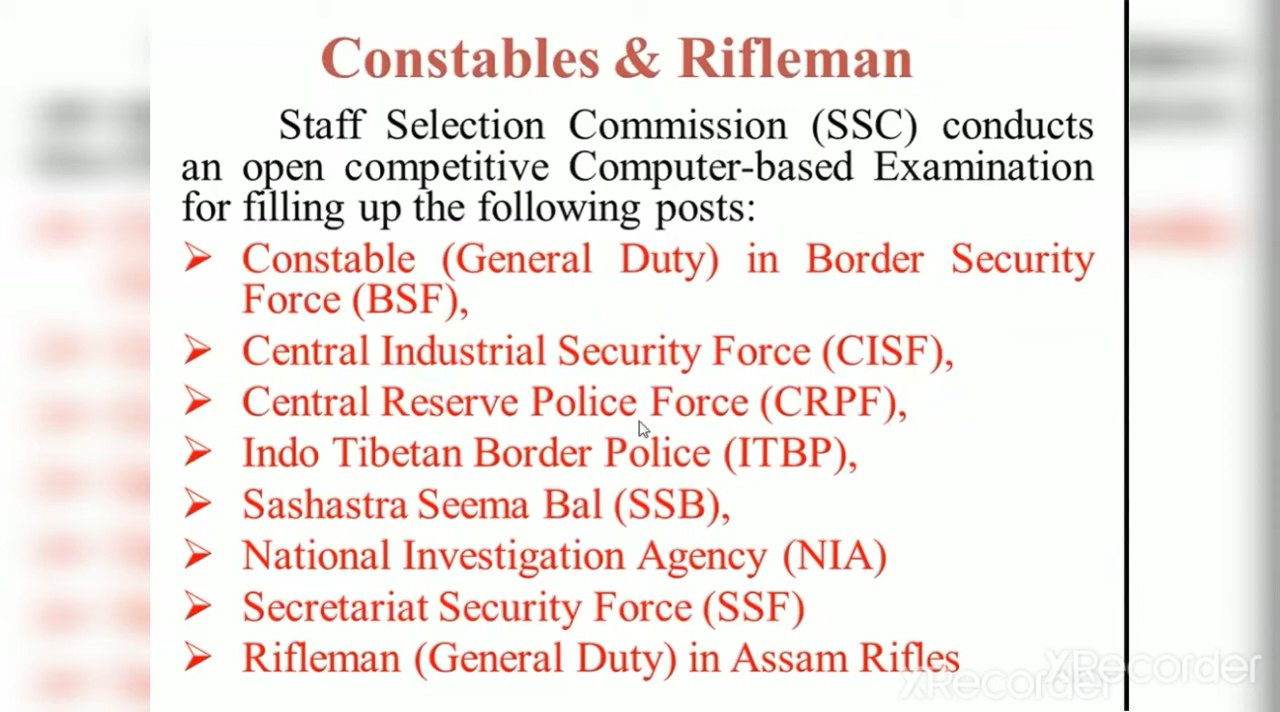 Constables & Rifleman
Staff Selection Commission (SSC) conducts
an open competitive Computer-based Examination
for filling up the following posts:
➢ Constable (General Duty) in Border Security
Force (BSF),
➢ Central Industrial Security Force (CISF),
➢ Central Reserve Police Force (CRPF),
➢ Indo Tibetan Border Police (ITBP),
➢ Sashastra Seema Bal (SSB),
➢ National Investigation Agency (NIA)
➢ Secretariat Security Force (SSF)
➢ Rifleman (General Duty) in Assam Rifles
XRecorder
XRecorder